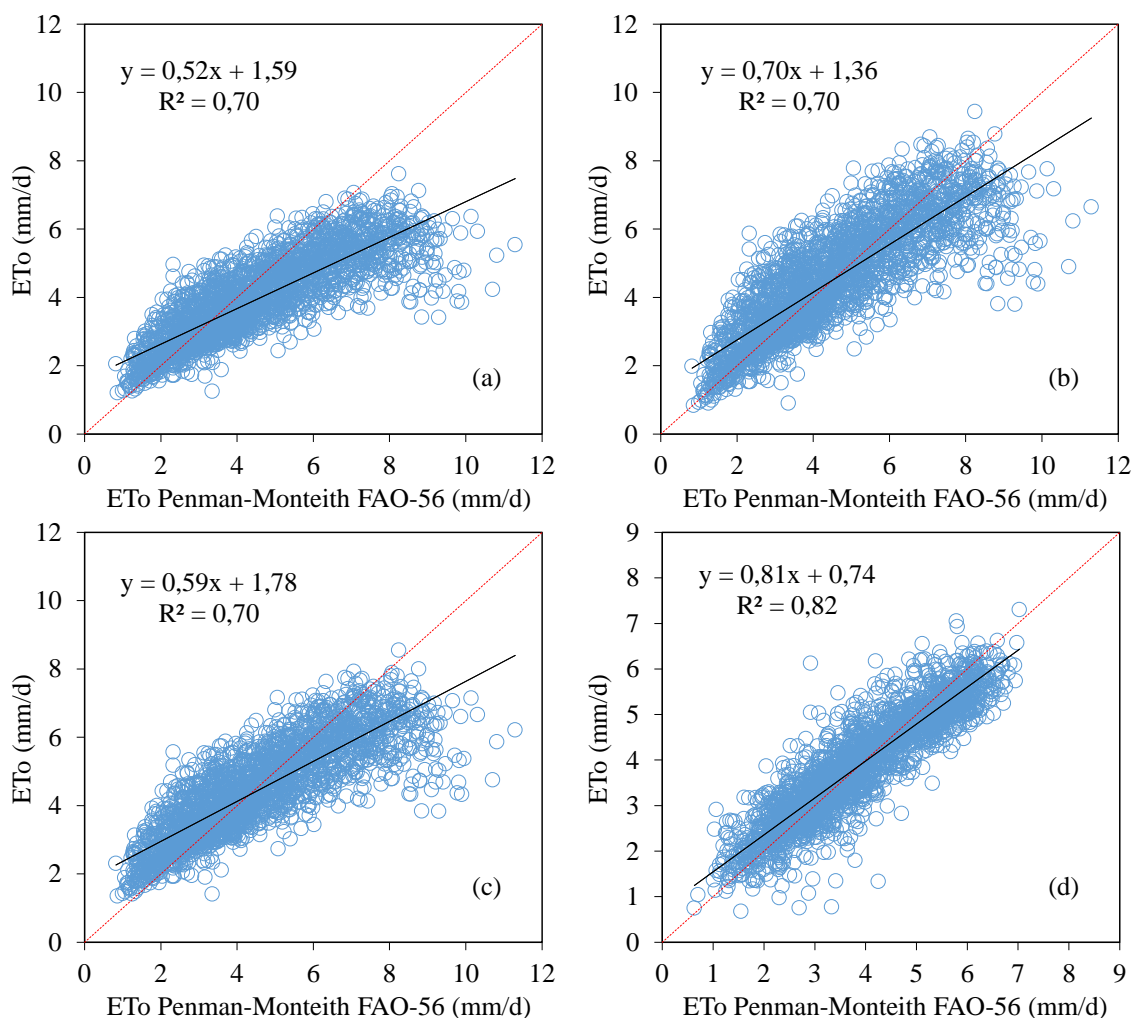 12
10
8
6
4
2
0
ETo (mm/d)
y = 0,52x + 1,59
R² = 0,70
(a)
0 2 4 6 8 10 12
ETo Penman-Monteith FAO-56 (mm/d)
12
10
8
6
4
2
0
ETo (mm/d)
y = 0,70x + 1,36
R² = 0,70
(b)
0 2 4 6 8 10 12
ETo Penman-Monteith FAO-56 (mm/d)
12
10
8
6
4
2
0
ETo (mm/d)
y = 0,59x + 1,78
R² = 0,70
(c)
0 2 4 6 8 10 12
ETo Penman-Monteith FAO-56 (mm/d)
9
8
7
6
5
4
3
2
1
0
ETo (mm/d)
y = 0,81x + 0,74
R² = 0,82
(d)
0 1 2 3 4 5 6 7 8 9
ETo Penman-Monteith FAO-56 (mm/d)